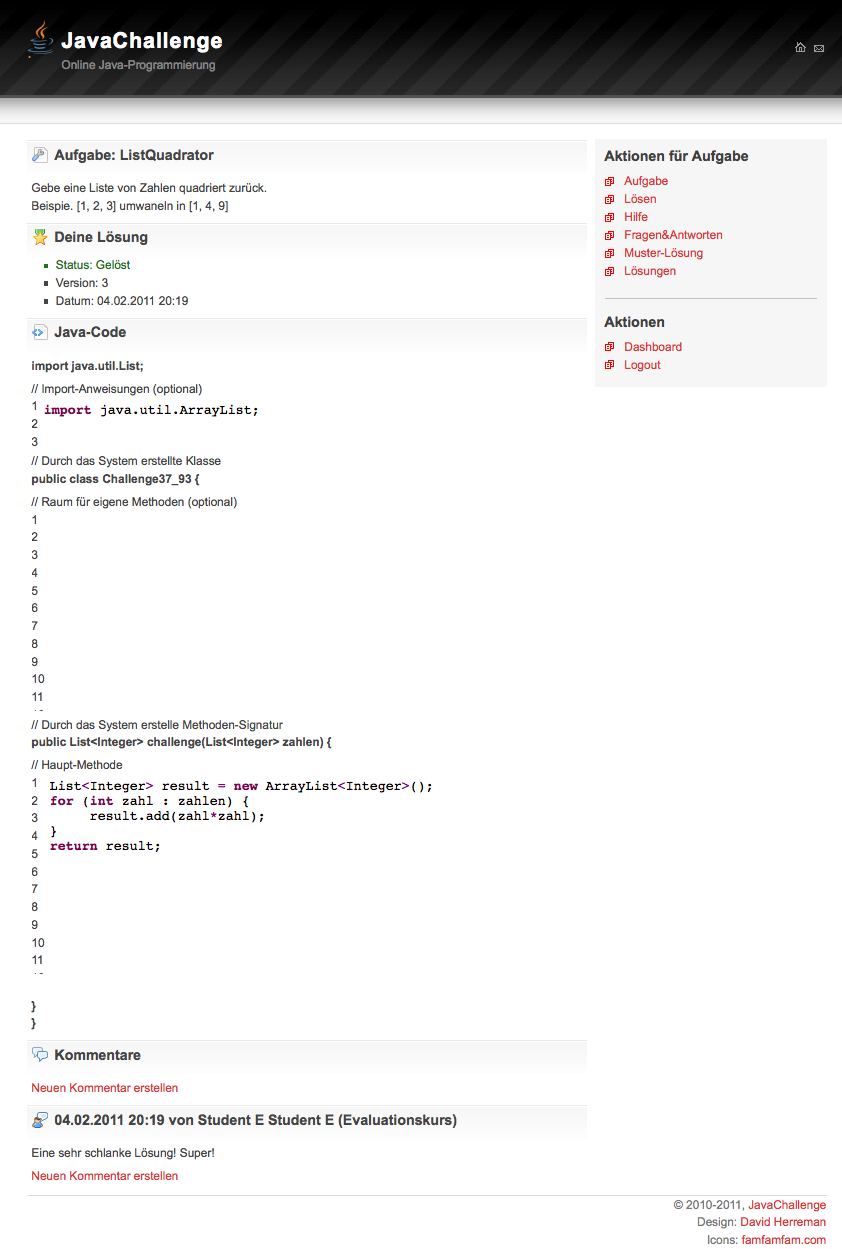 JavaChallenge
Online Java-Programmierung
Aufgabe: ListQuadrator
Gebe eine Liste von Zahlen quadriert zurück.
Beispie. [1, 2, 3] umwaneln in [1, 4, 9]
Deine Lösung
Status: Gelöst
Version: 3
Datum: 04.02.2011 20:19
Java-Code
import java.util.List;
// Import-Anweisungen (optional)
1 import java.util.ArrayList;
2
3
// Durch das System erstellte Klasse
public class Challenge37_93 {
// Raum für eigene Methoden (optional)
1
2
3
4
5
6
7
8
9
10
11
// Durch das System erstelle Methoden-Signatur
public List<Integer> challenge(List<Integer> zahlen) {
// Haupt-Methode
1 List<Integer> result = new ArrayList<Integer>();
2 for (int zahl : zahlen) {
3 result.add(zahl*zahl);
4 }
5 return result;
6
7
8
9
10
11
}
}
Kommentare
Neuen Kommentar erstellen
04.02.2011 20:19 von Student E Student E (Evaluationskurs)
Eine sehr schlanke Lösung! Super!
Neuen Kommentar erstellen
Aktionen für Aufgabe
Aufgabe
Lösen
Hilfe
Fragen&Antworten
Muster-Lösung
Lösungen
Aktionen
Dashboard
Logout
© 2010-2011, JavaChallenge
Design: David Herreman
Icons: famfamfam.com